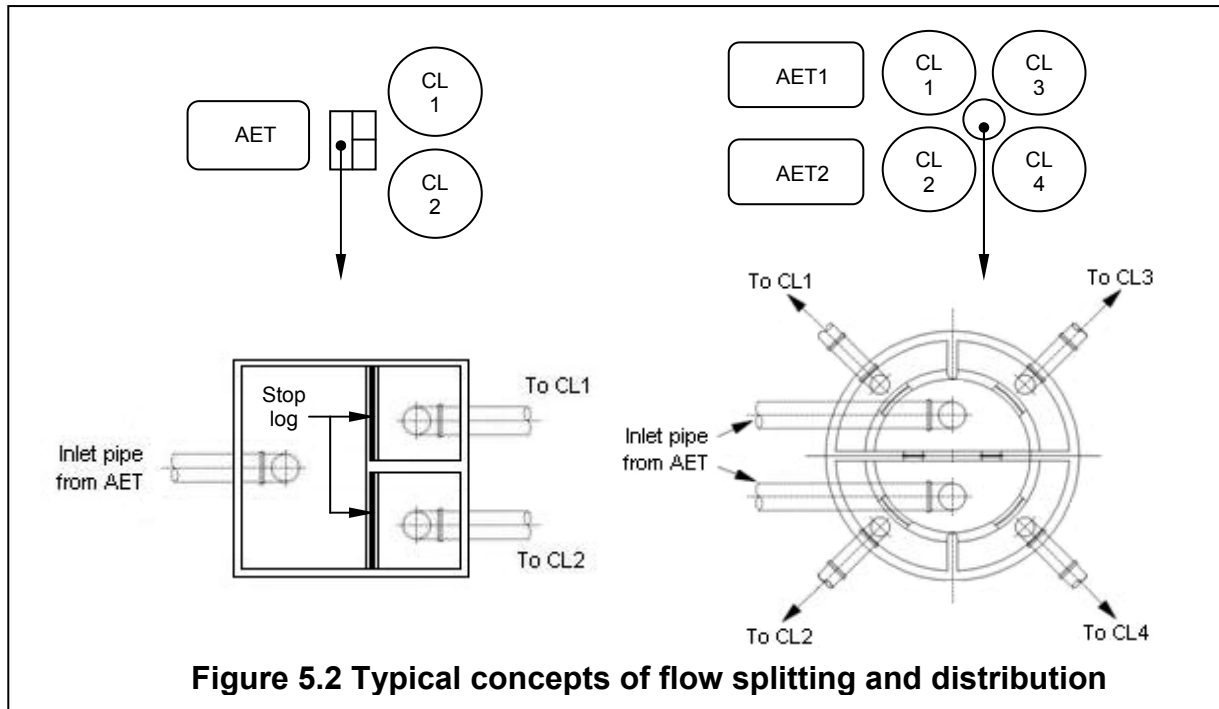 AET
CL
1
CL
2
AET1
AET2
CL
1
CL
3
CL
2
CL
4
Stop
log
To CL1
To CL2
Inlet pipe
from AET
To CL1
To CL3
Inlet pipe
from AET
To CL2
To CL4
Figure 5.2 Typical concepts of flow splitting and distribution